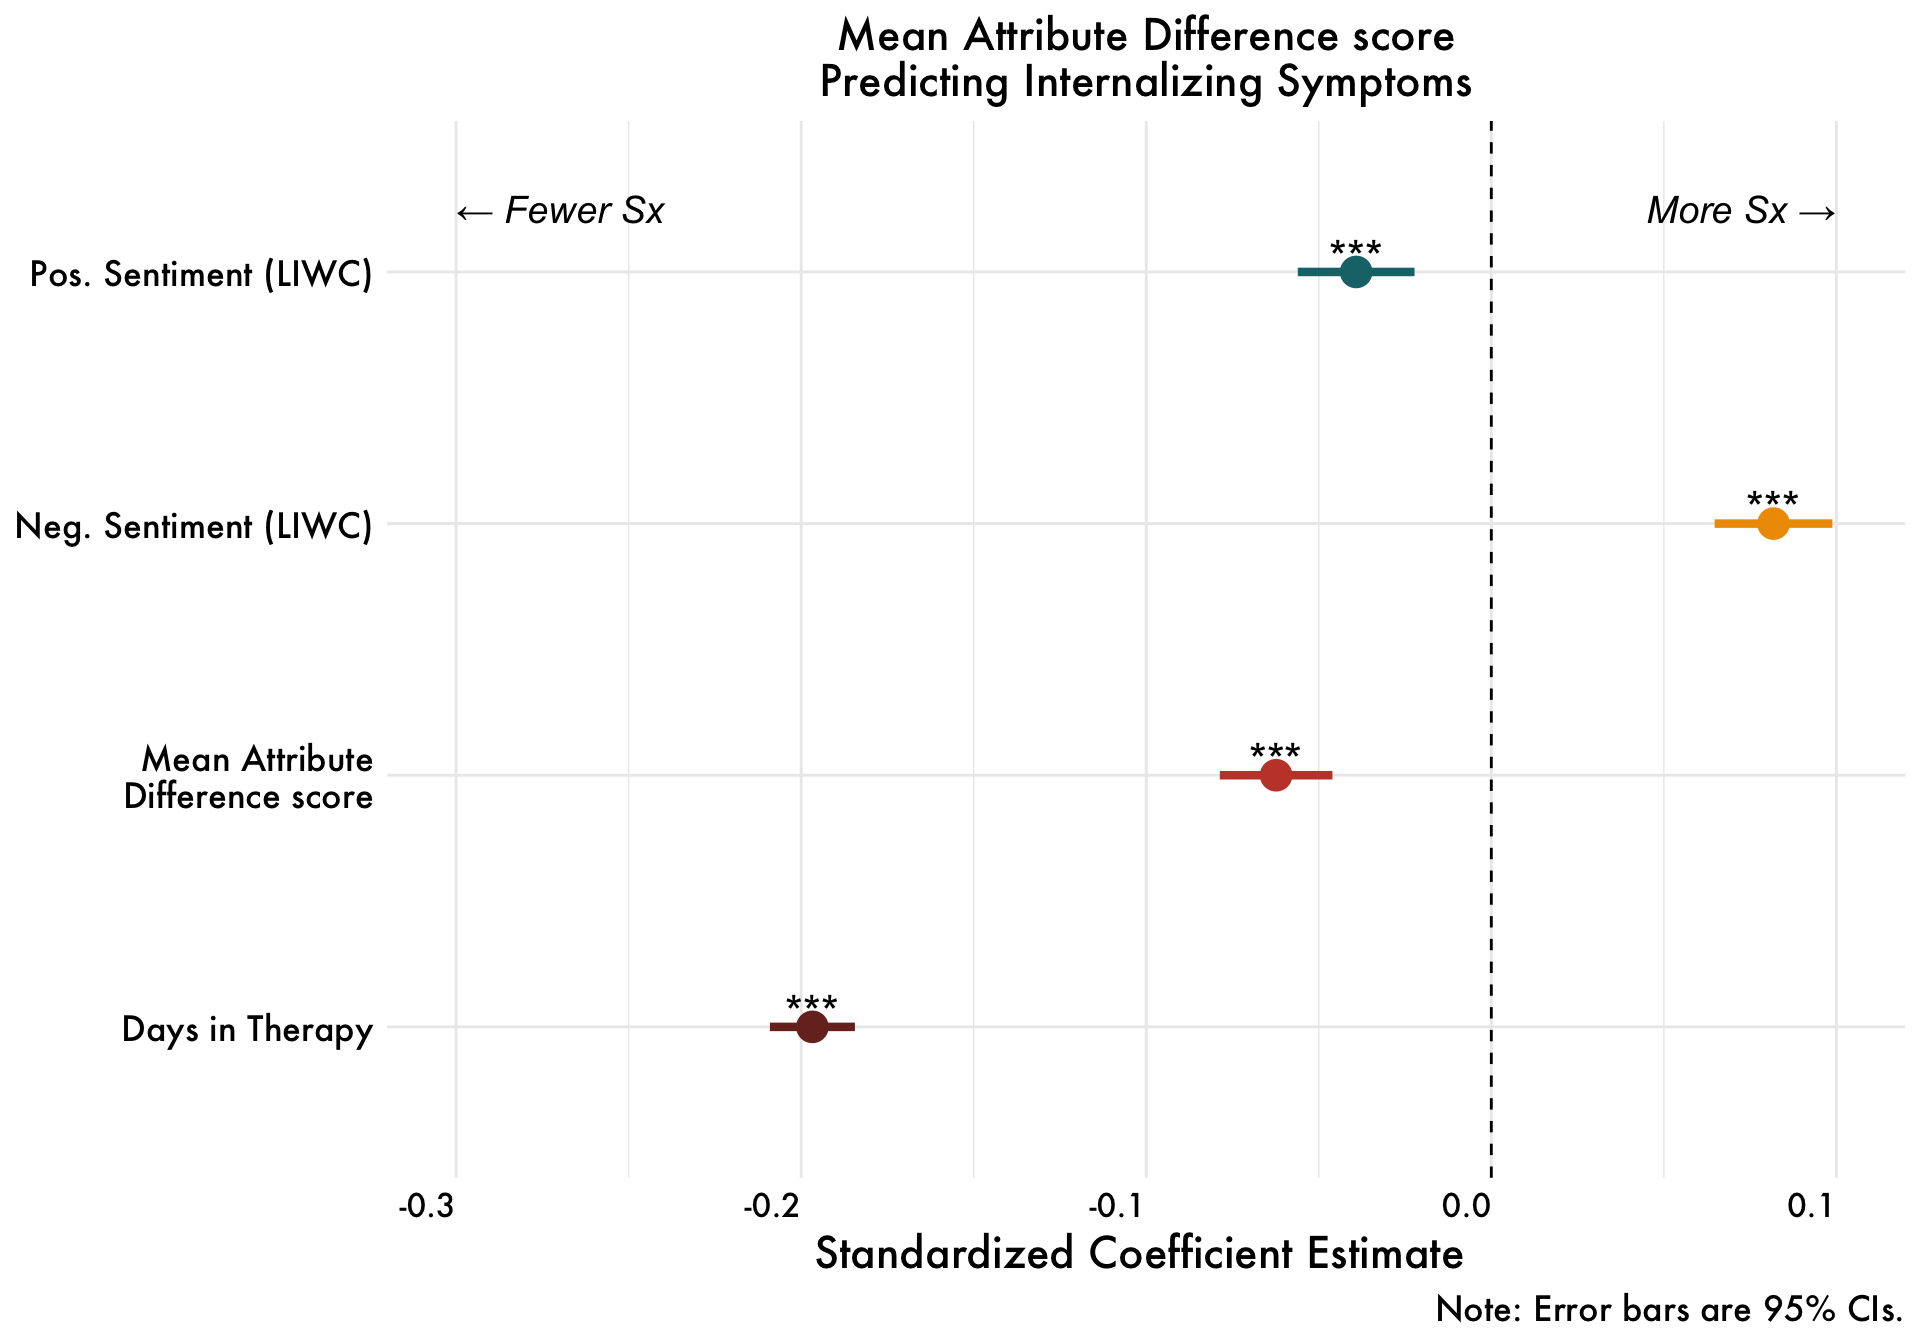 Mean Attribute Difference score
Predicting Internalizing Symptoms
← Fewer Sx
More Sx →
***
Pos. Sentiment (LIWC)
***
Neg. Sentiment (LIWC)
***
Mean Attribute
Difference score
***
Days in Therapy
-0.3
-0.2
-0.1
0.0
0.1
Standardized Coefficient Estimate
Note: Error bars are 95% CIs.